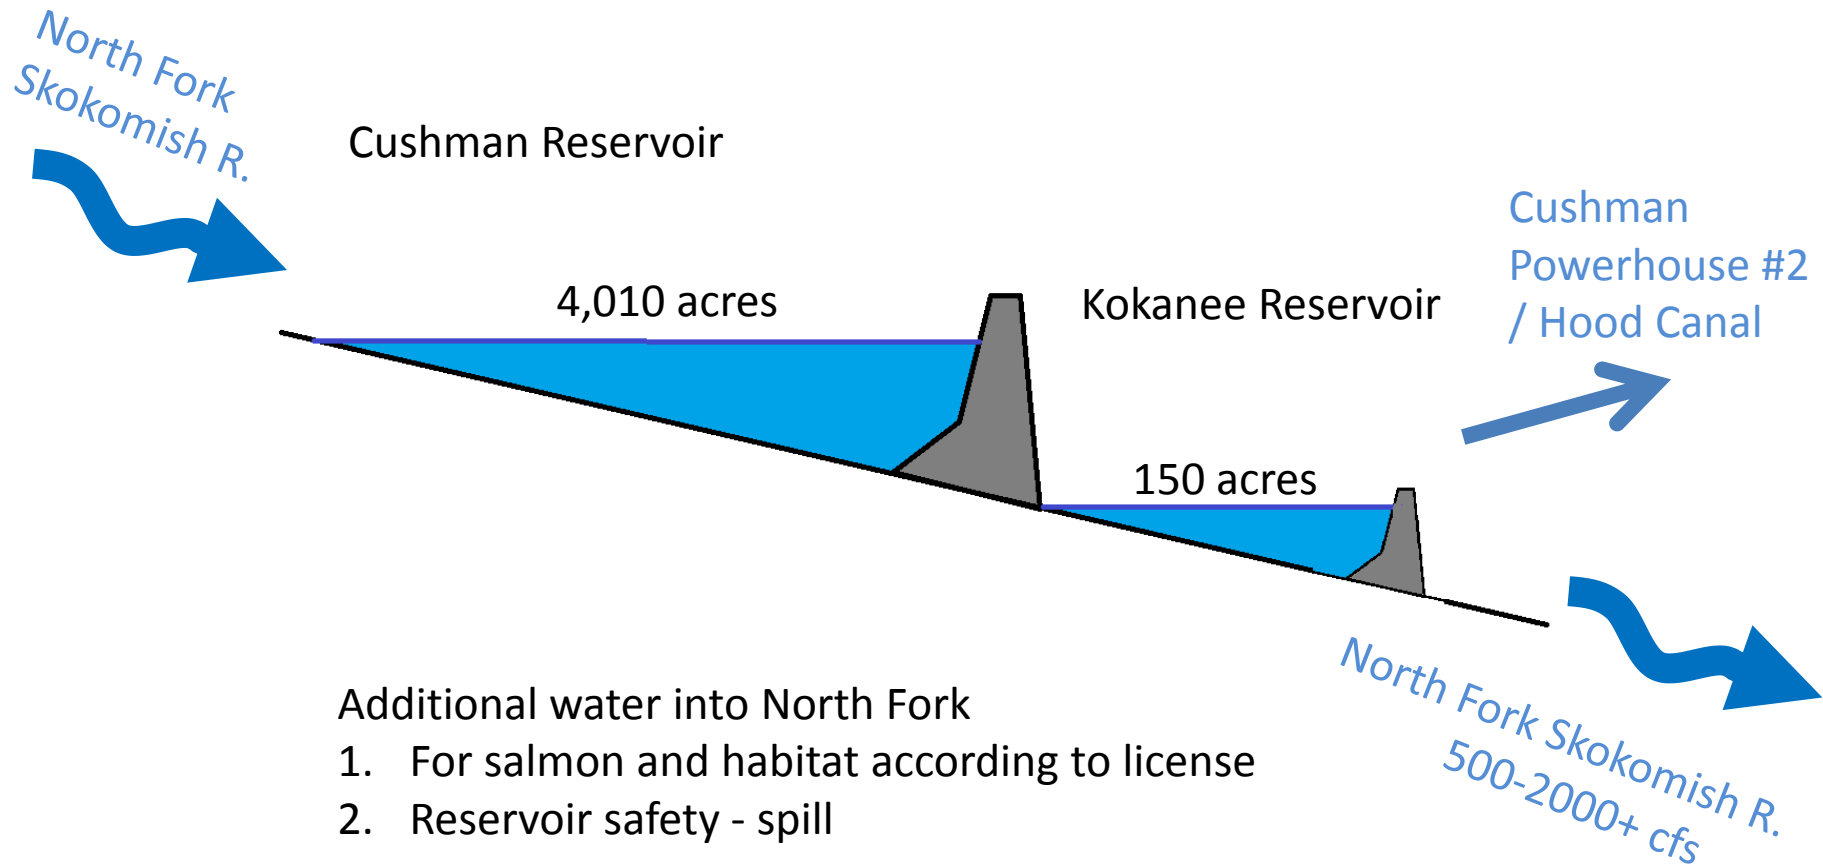 North Fork
Skokomish R.
Cushman Reservoir
4,010 acres
Kokanee Reservoir
Cushman
Powerhouse #2
/ Hood Canal
150 acres
North Fork Skokomish R.
500-2000+ cfs
Additional water into North Fork
1. For salmon and habitat according to license
2. Reservoir safety - spill